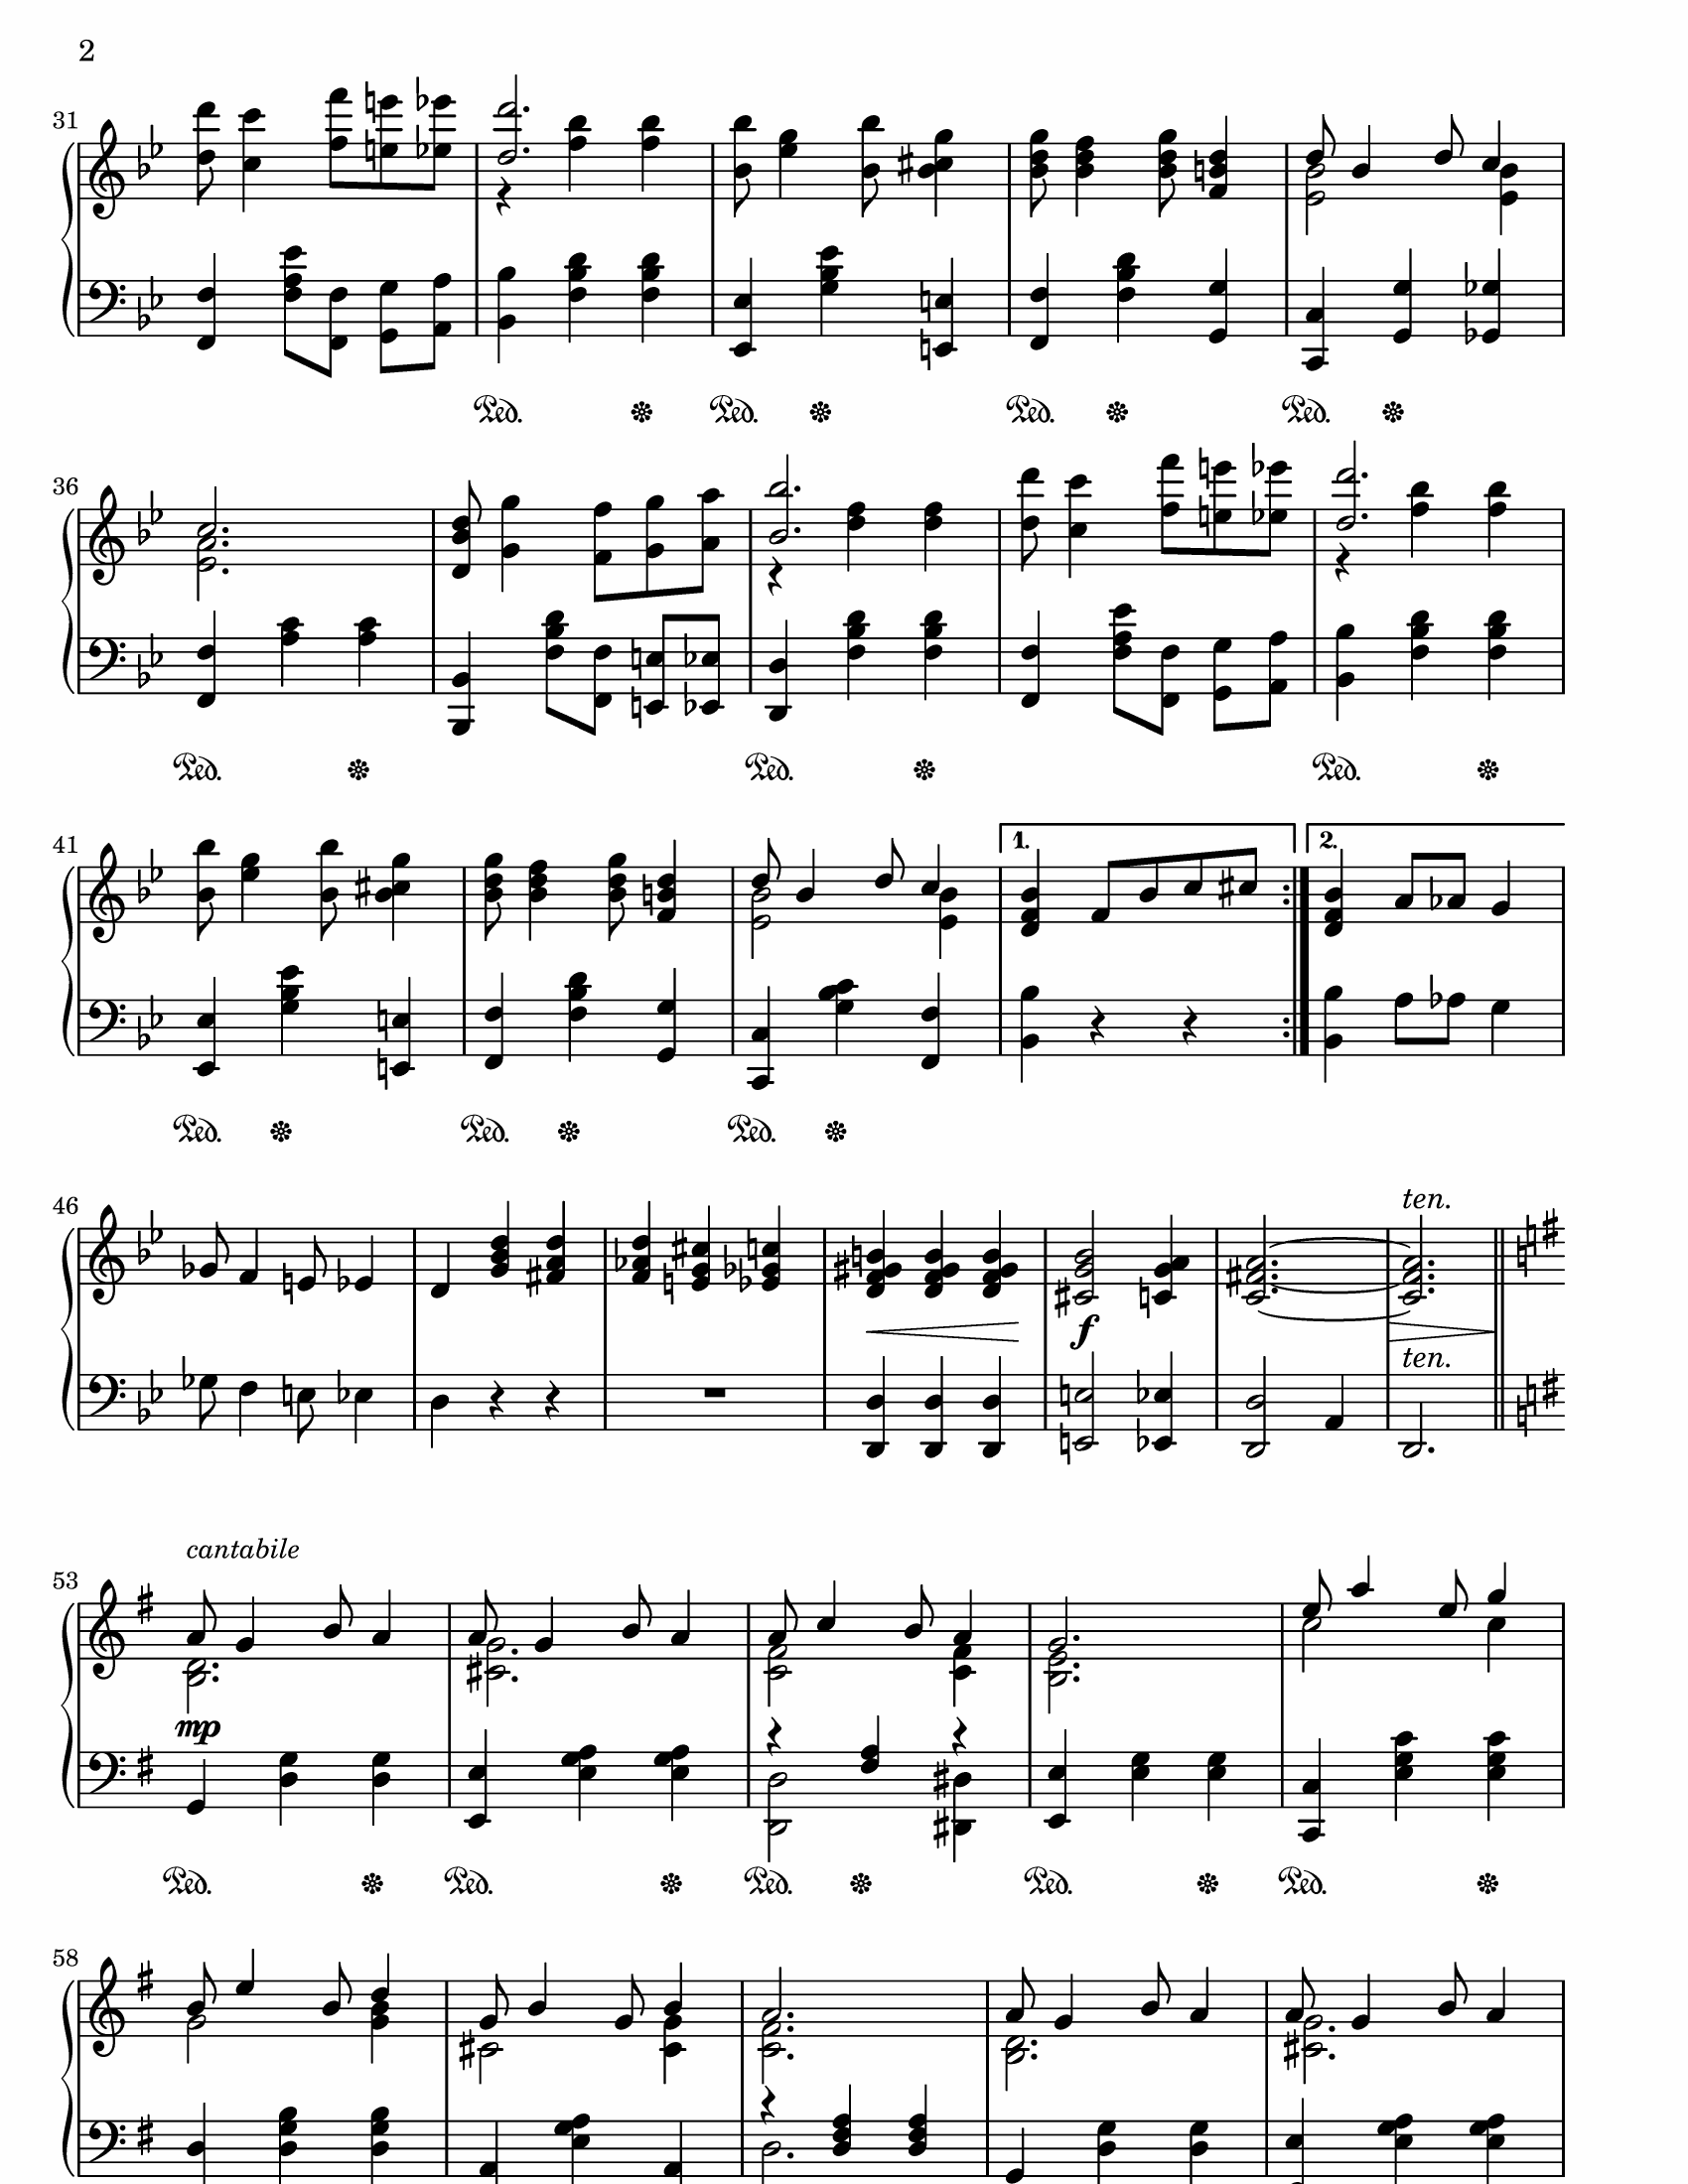 2
31
Ped. Ped. Ped. Ped.
36
Ped. Ped. Ped.
41
1. 2.
Ped. Ped. Ped.
46
ten.
f
ten.
cantabile
53
mp
Ped. Ped. Ped. Ped. Ped.
58